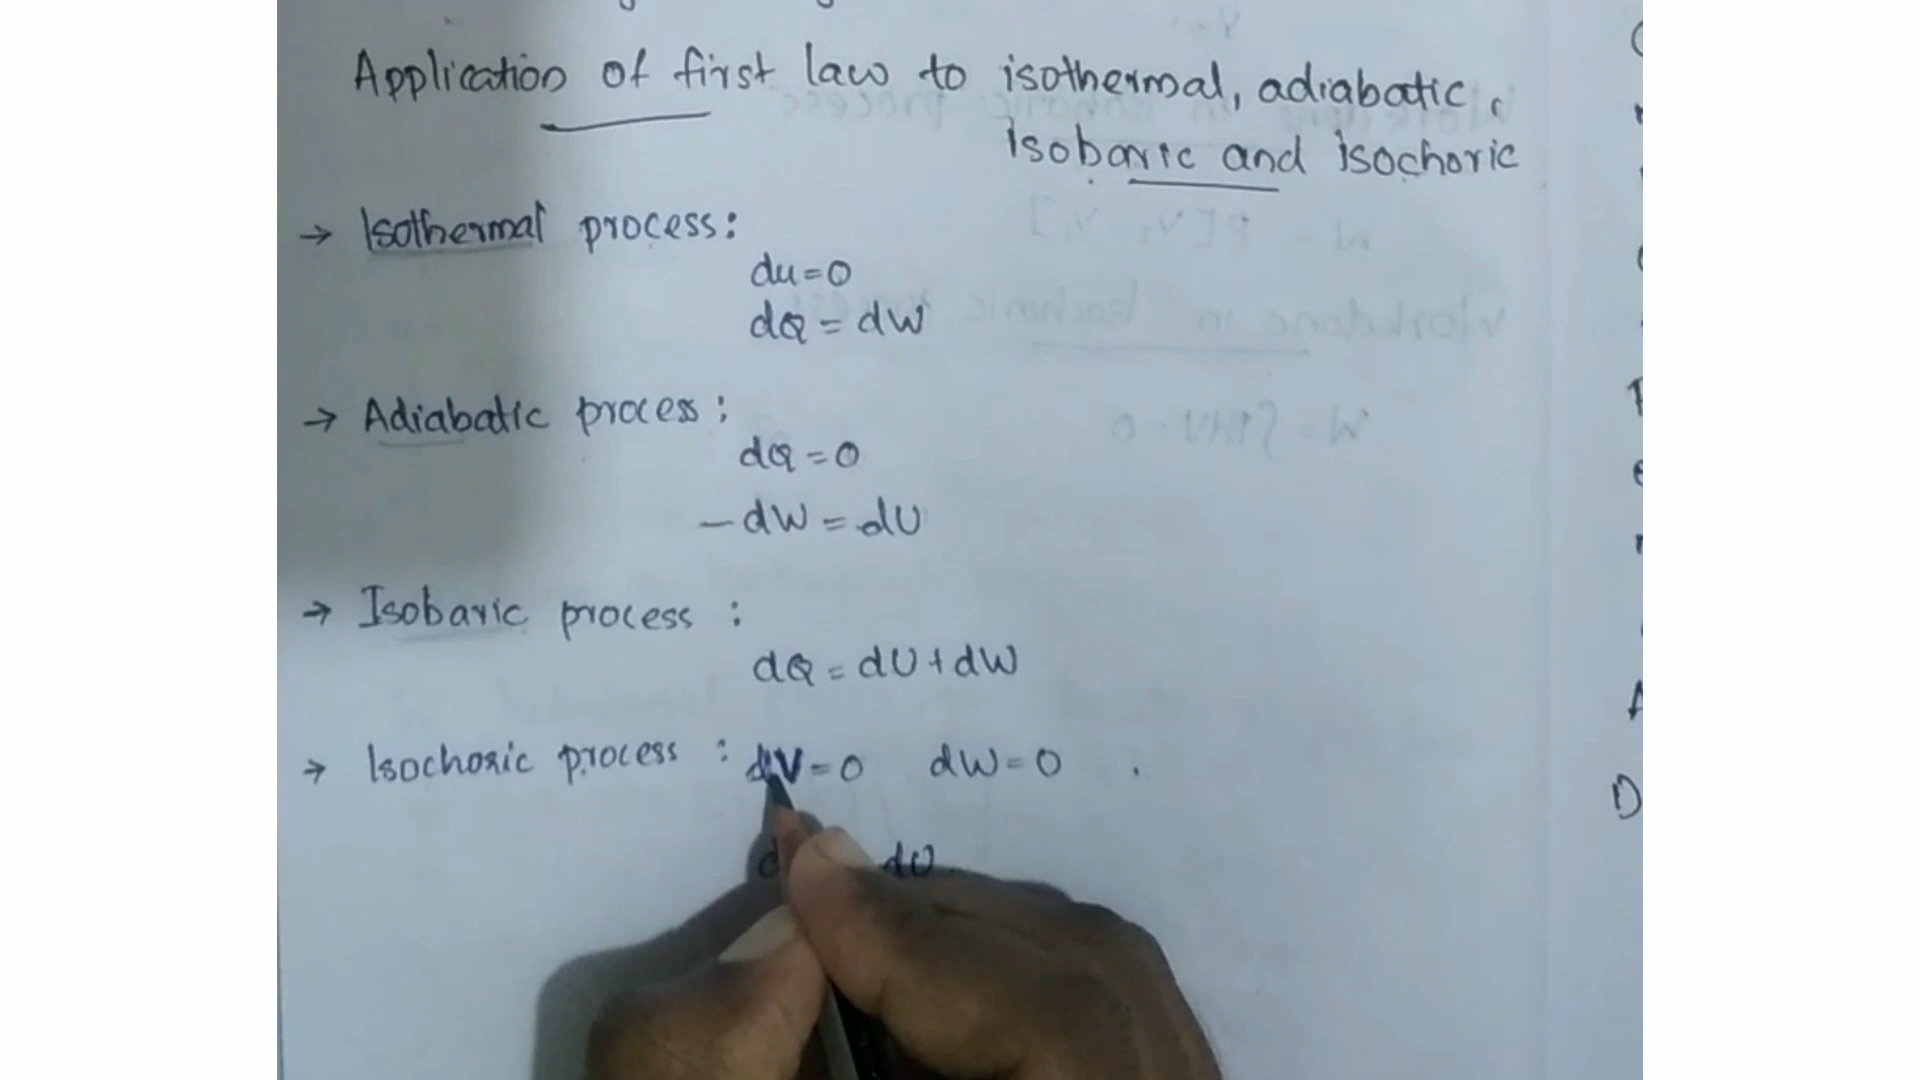 Application of first law to isothermal, adiabatic,
Isobaric and isochoric
→ Isothermal process:
du=0
dQ = dW
→ Adiabatic process:
dQ = 0
- dW = dU
→ Isobaric process :
dQ = dU + dW
→ Isochoric process : dV=0 dW=0 .
d dU